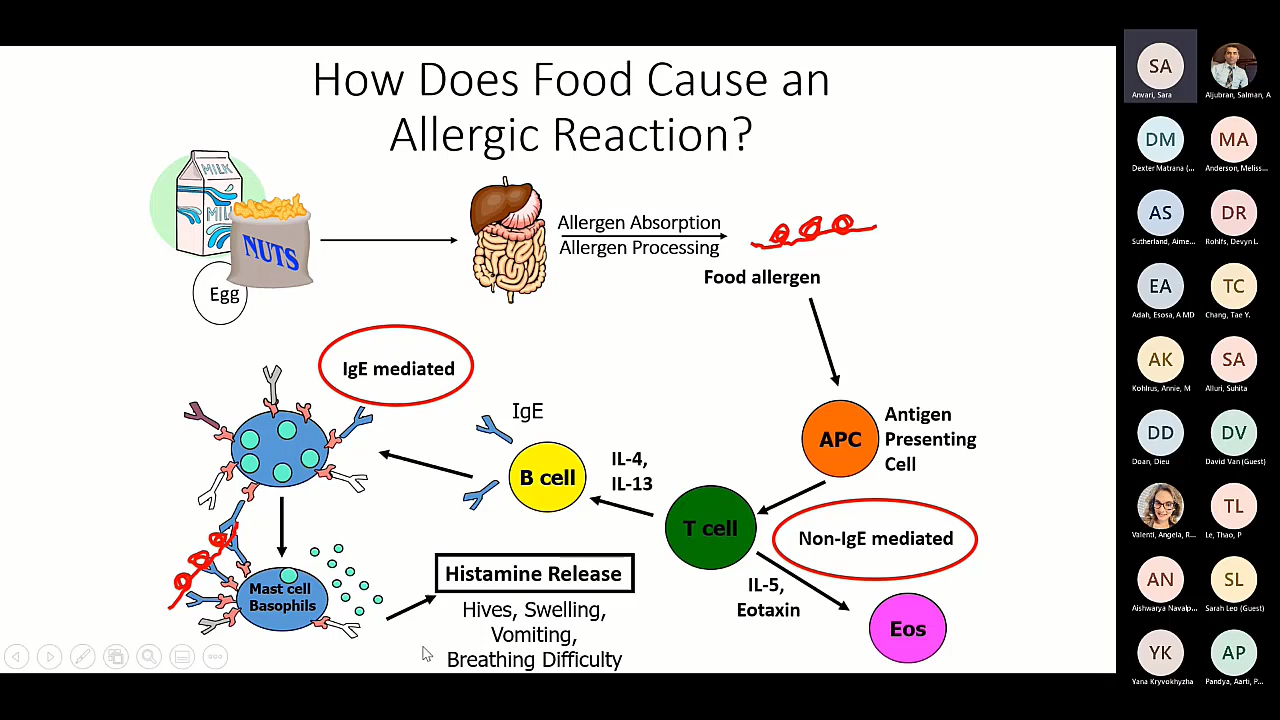 How Does Food Cause an
Allergic Reaction?
MILK
MIL
NUTS
Egg
Allergen Absorption
Allergen Processing
Food allergen
IgE mediated
IgE
B cell
IL-4,
IL-13
APC
Antigen
Presenting
Cell
T cell
Non-IgE mediated
IL-5,
Eotaxin
Eos
Mast cell
Basophils
Histamine Release
Hives, Swelling,
Vomiting,
Breathing Difficulty
SA
Anvari, Sara
Aljubran, Salman, A
DM
Dexter Matrana (...
MA
Anderson, Meliss...
AS
Sutherland, Aime...
DR
Rohlfs, Devyn L.
EA
Adah, Esosa, A MD
TC
Chang, Tae Y.
AK
Kohlrus, Annie, M
SA
Alluri, Suhita
DD
Doan, Dieu
DV
David Van (Guest)
Valenti, Angela, R...
TL
Le, Thao, P
AN
Aishwarya Navalp...
SL
Sarah Leo (Guest)
YK
Yana Kryvokhyzha
AP
Pandya, Aarti, P...